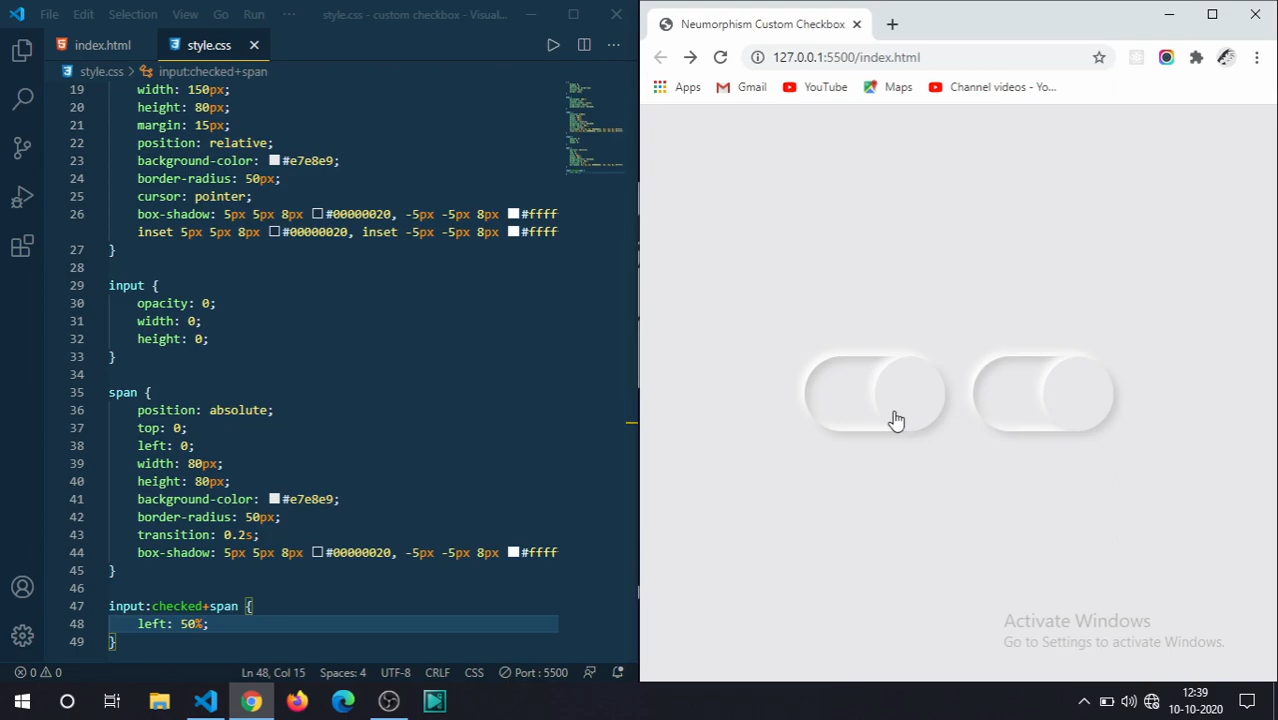 File Edit Selection View Go Run ··· style.css - custom checkbox - Visual...
index.html style.css
style.css > input:checked+span
19 width: 150px;
20 height: 80px;
21 margin: 15px;
22 position: relative;
23 background-color: #e7e8e9;
24 border-radius: 50px;
25 cursor: pointer;
26 box-shadow: 5px 5px 8px #00000020, -5px -5px 8px #ffff
inset 5px 5px 8px #00000020, inset -5px -5px 8px #ffff
27 }
28
29 input {
30 opacity: 0;
31 width: 0;
32 height: 0;
33 }
34
35 span {
36 position: absolute;
37 top: 0;
38 left: 0;
39 width: 80px;
40 height: 80px;
41 background-color: #e7e8e9;
42 border-radius: 50px;
43 transition: 0.2s;
44 box-shadow: 5px 5px 8px #00000020, -5px -5px 8px #ffff
45 }
46
47 input:checked+span {
48 left: 50%;
49 }
0 0 Ln 48, Col 15 Spaces: 4 UTF-8 CRLF CSS Port : 5500
Neumorphism Custom Checkbox
127.0.0.1:5500/index.html
Apps Gmail YouTube Maps Channel videos - Yo...
Activate Windows
Go to Settings to activate Windows.
12:39
10-10-2020